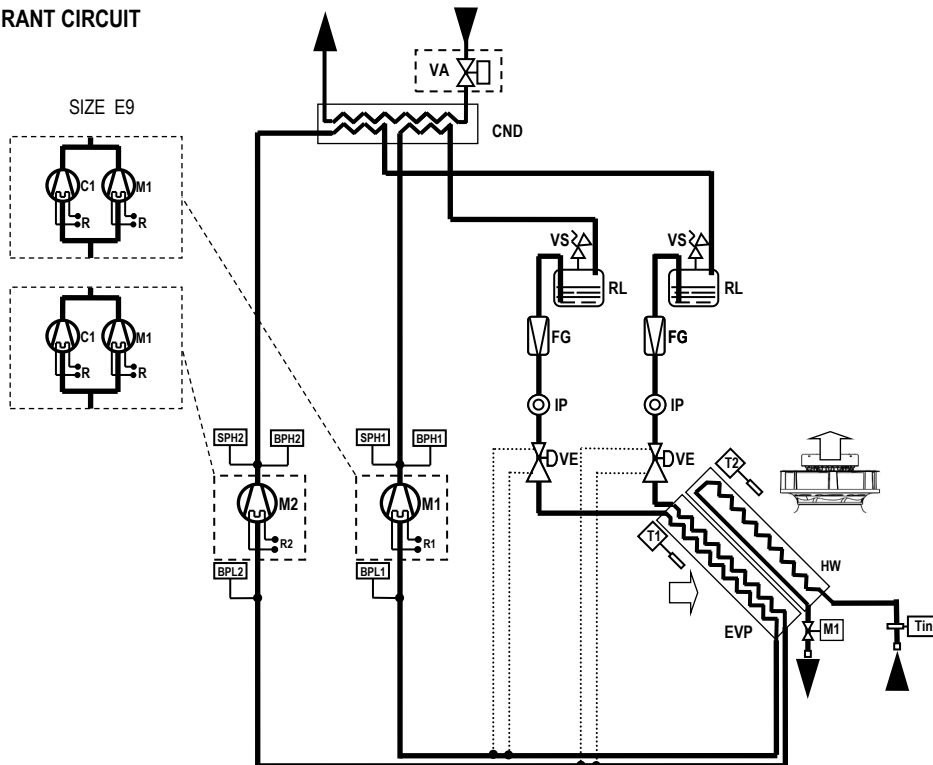 RANT CIRCUIT
VA
SIZE E9
CND
C1
M1
R
R
VS
VS
RL
RL
C1
M1
R
R
FG
FG
IP
IP
SPH2
BPH2
SPH1
BPH1
VE
VE
T2
M2
M1
R2
R1
T1
HW
BPL2
BPL1
EVP
M1
Tin